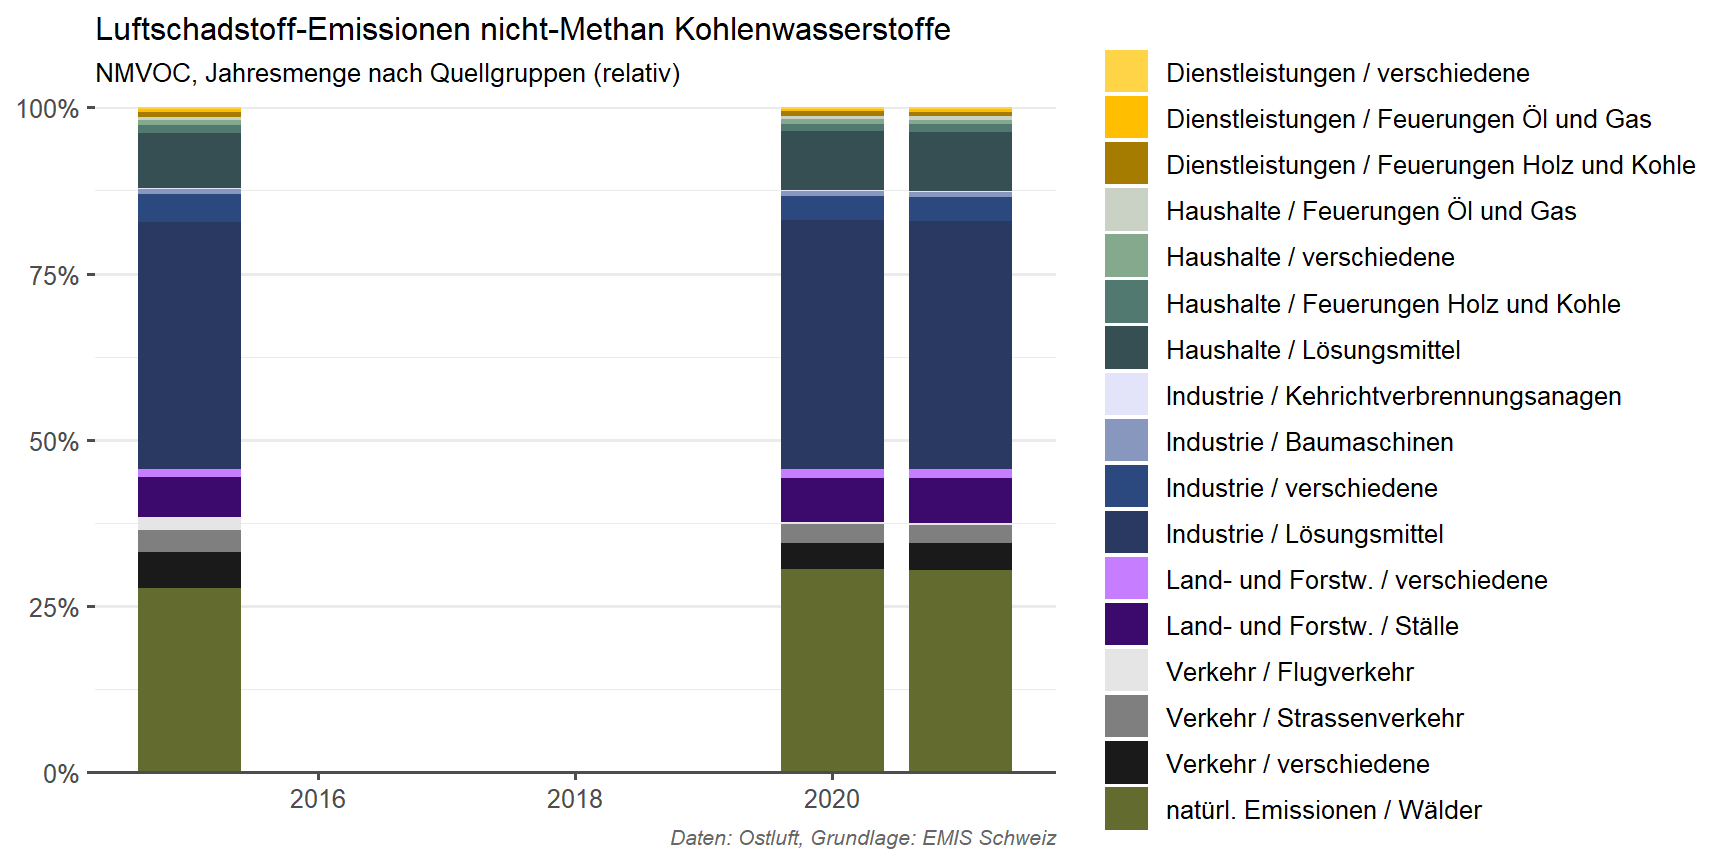 Luftschadstoff-Emissionen nicht-Methan Kohlenwasserstoffe
NMVOC, Jahresmenge nach Quellgruppen (relativ)
100%
75%
50%
25%
0%
2016
2018
2020
Daten: Ostluft, Grundlage: EMIS Schweiz
Dienstleistungen / verschiedene
Dienstleistungen / Feuerungen Öl und Gas
Dienstleistungen / Feuerungen Holz und Kohle
Haushalte / Feuerungen Öl und Gas
Haushalte / verschiedene
Haushalte / Feuerungen Holz und Kohle
Haushalte / Lösungsmittel
Industrie / Kehrichtverbrennungsanagen
Industrie / Baumaschinen
Industrie / verschiedene
Industrie / Lösungsmittel
Land- und Forstw. / verschiedene
Land- und Forstw. / Ställe
Verkehr / Flugverkehr
Verkehr / Strassenverkehr
Verkehr / verschiedene
natürl. Emissionen / Wälder